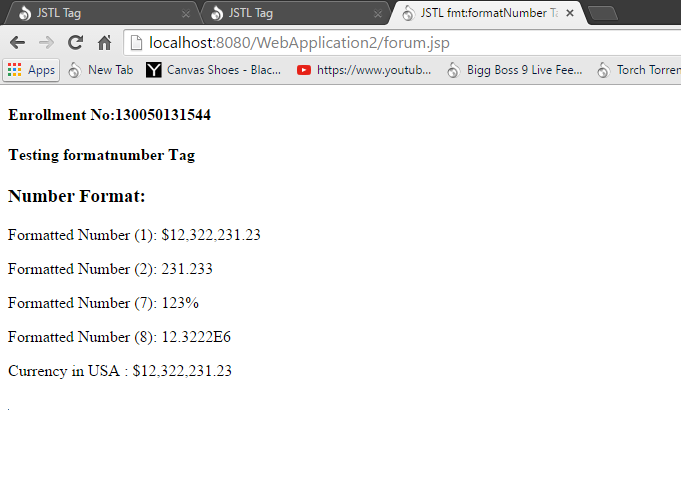 JSTL Tag
JSTL Tag
JSTL fmt:formatNumber Ta
localhost:8080/WebApplication2/forum.jsp
Apps
New Tab
Canvas Shoes - Blac...
https://www.youtub...
Bigg Boss 9 Live Fee...
Torch Torren
Enrollment No:130050131544
Testing formatnumber Tag
Number Format:
Formatted Number (1): $12,322,231.23
Formatted Number (2): 231.233
Formatted Number (7): 123%
Formatted Number (8): 12.3222E6
Currency in USA : $12,322,231.23
.